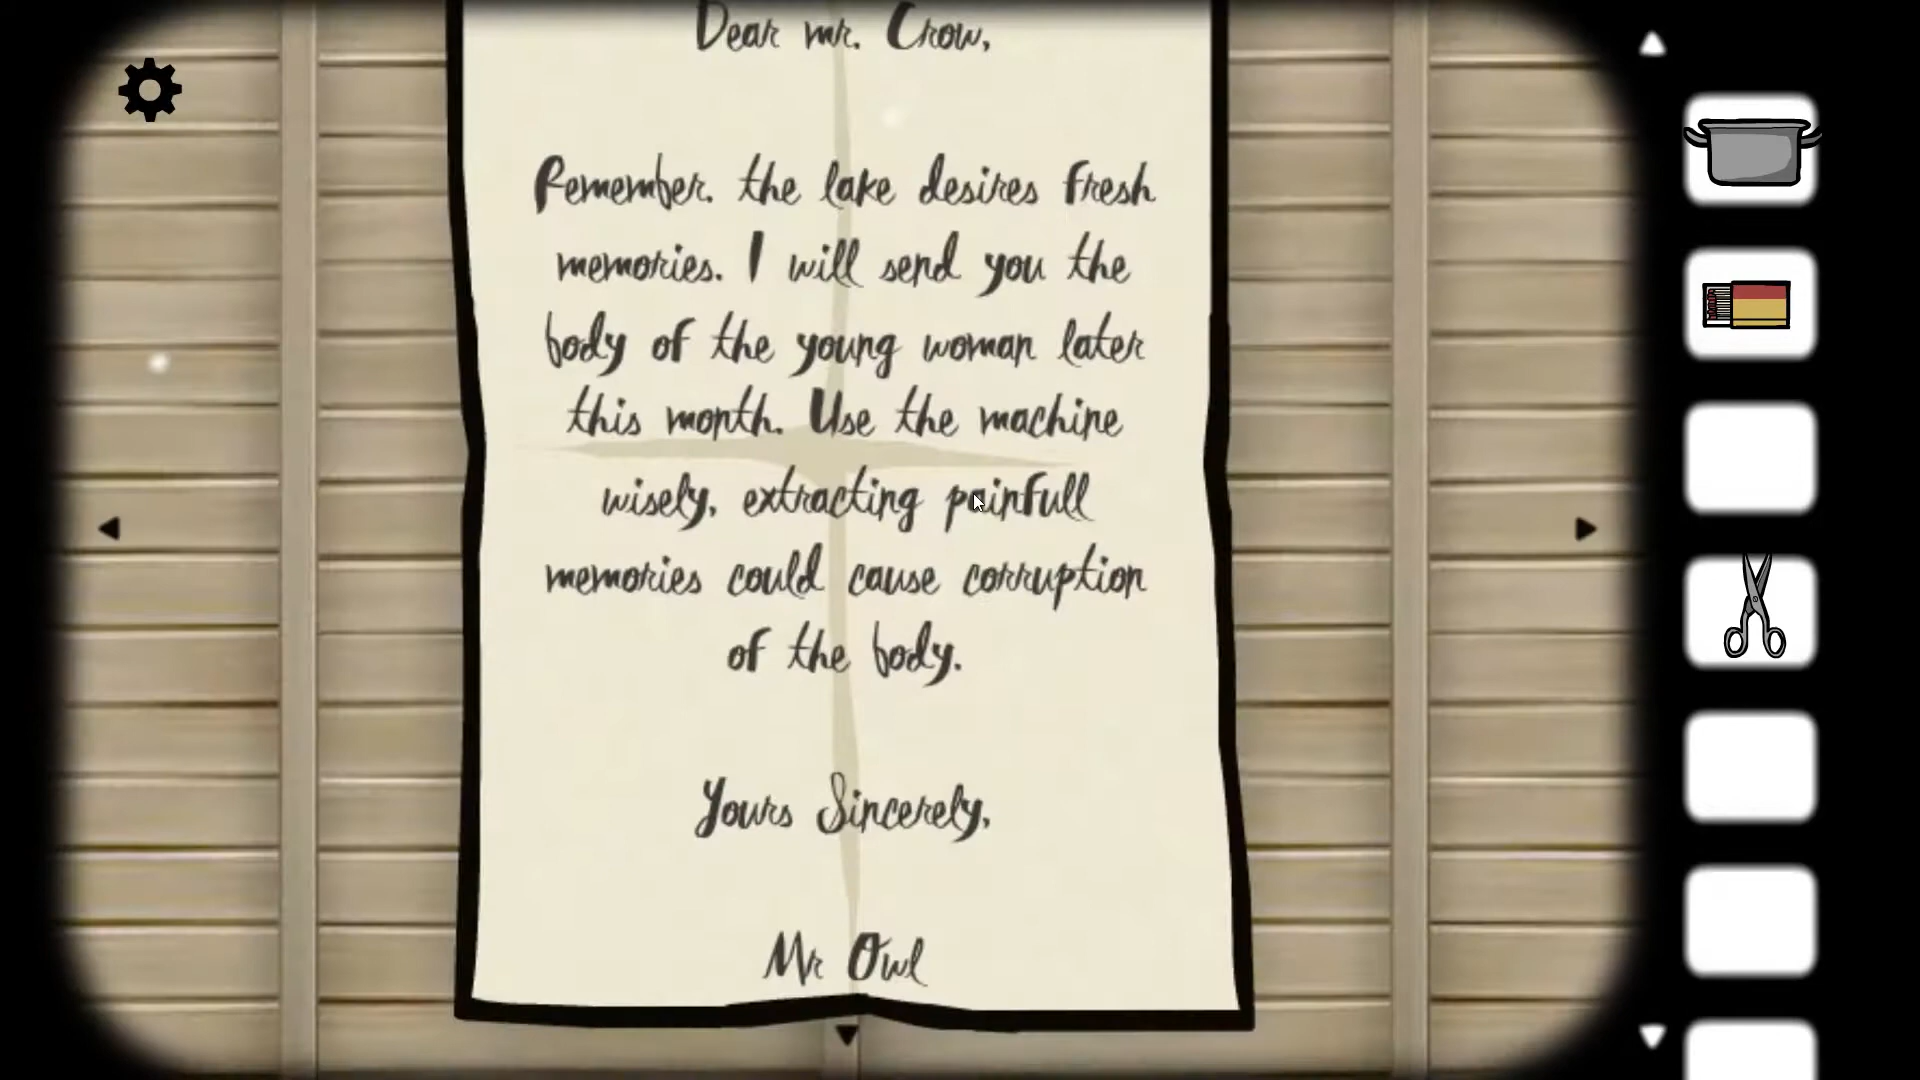 Dear mr. Crow,
Remember. the lake desires fresh
memories. I will send you the
body of the young woman later
this month. Use the machine
wisely, extracting painfull
memories could cause corruption
of the body.
Yours Sincerely,
Mr Owl